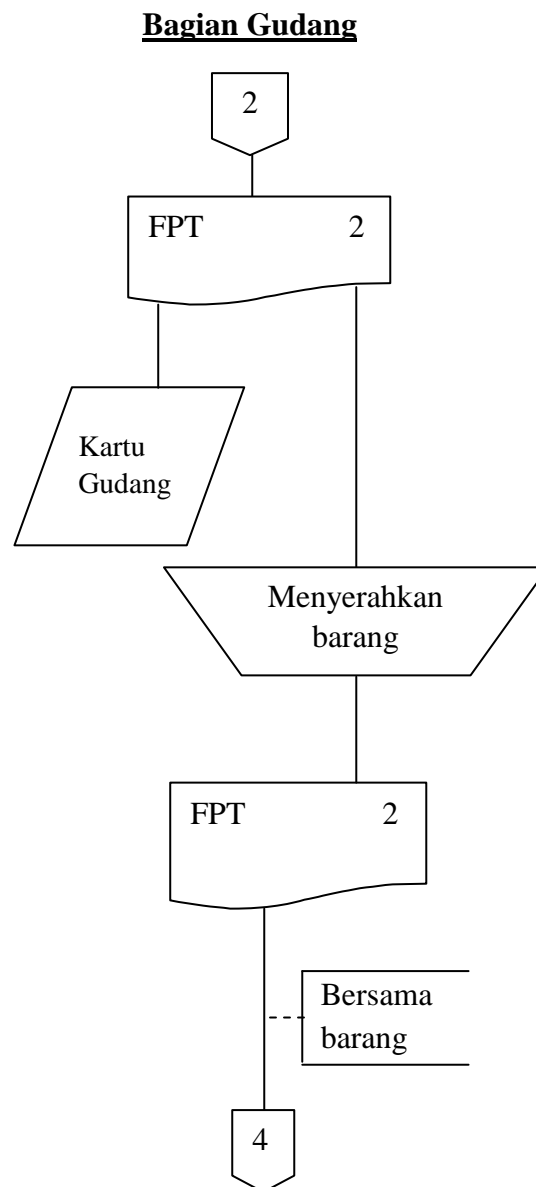 Bagian Gudang
2
FPT 2
Kartu
Gudang
Menyerahkan
barang
FPT 2
Bersama
barang
4